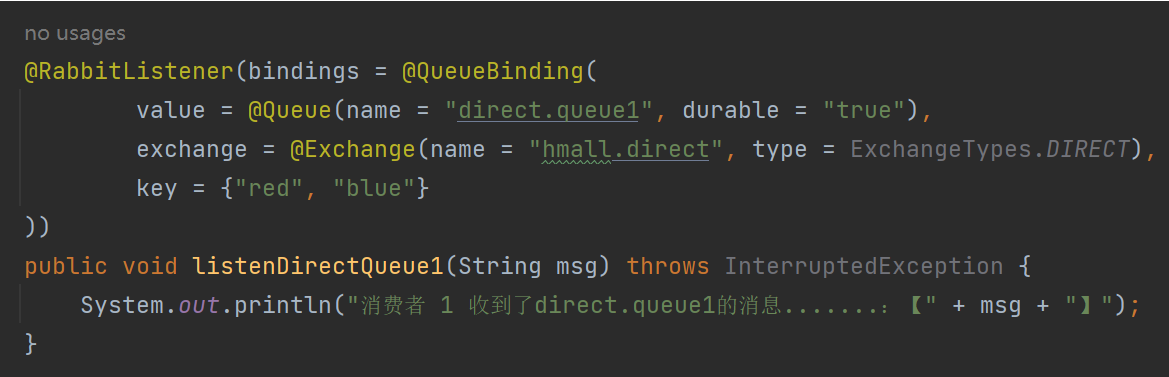 no usages
@RabbitListener(bindings = @QueueBinding(
        value = @Queue(name = "direct.queue1", durable = "true"),
        exchange = @Exchange(name = "hmall.direct", type = ExchangeTypes.DIRECT),
        key = {"red", "blue"}
))
public void listenDirectQueue1(String msg) throws InterruptedException {
    System.out.println("消费者 1 收到了direct.queue1的消息.......：【" + msg + "】");
}